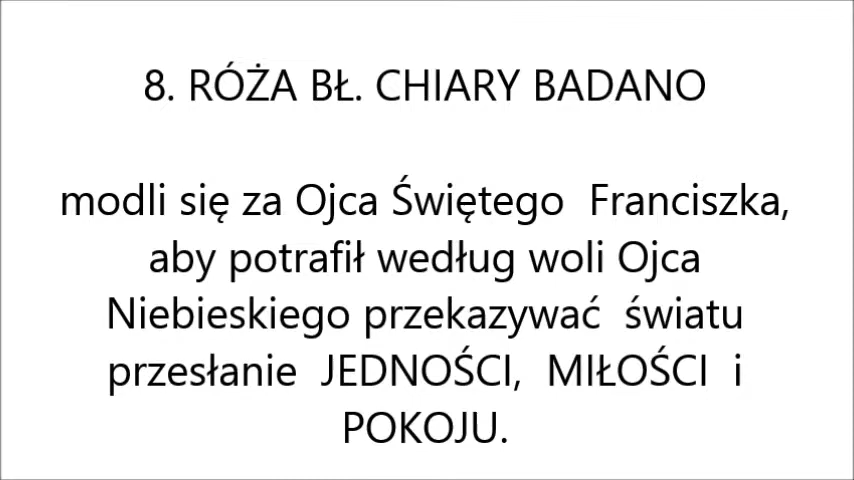 8. RÓŻA BŁ. CHIARY BADANO
modli się za Ojca Świętego Franciszka,
aby potrafił według woli Ojca
Niebieskiego przekazywać światu
przesłanie JEDNOŚCI, MIŁOŚCI i
POKOJU.